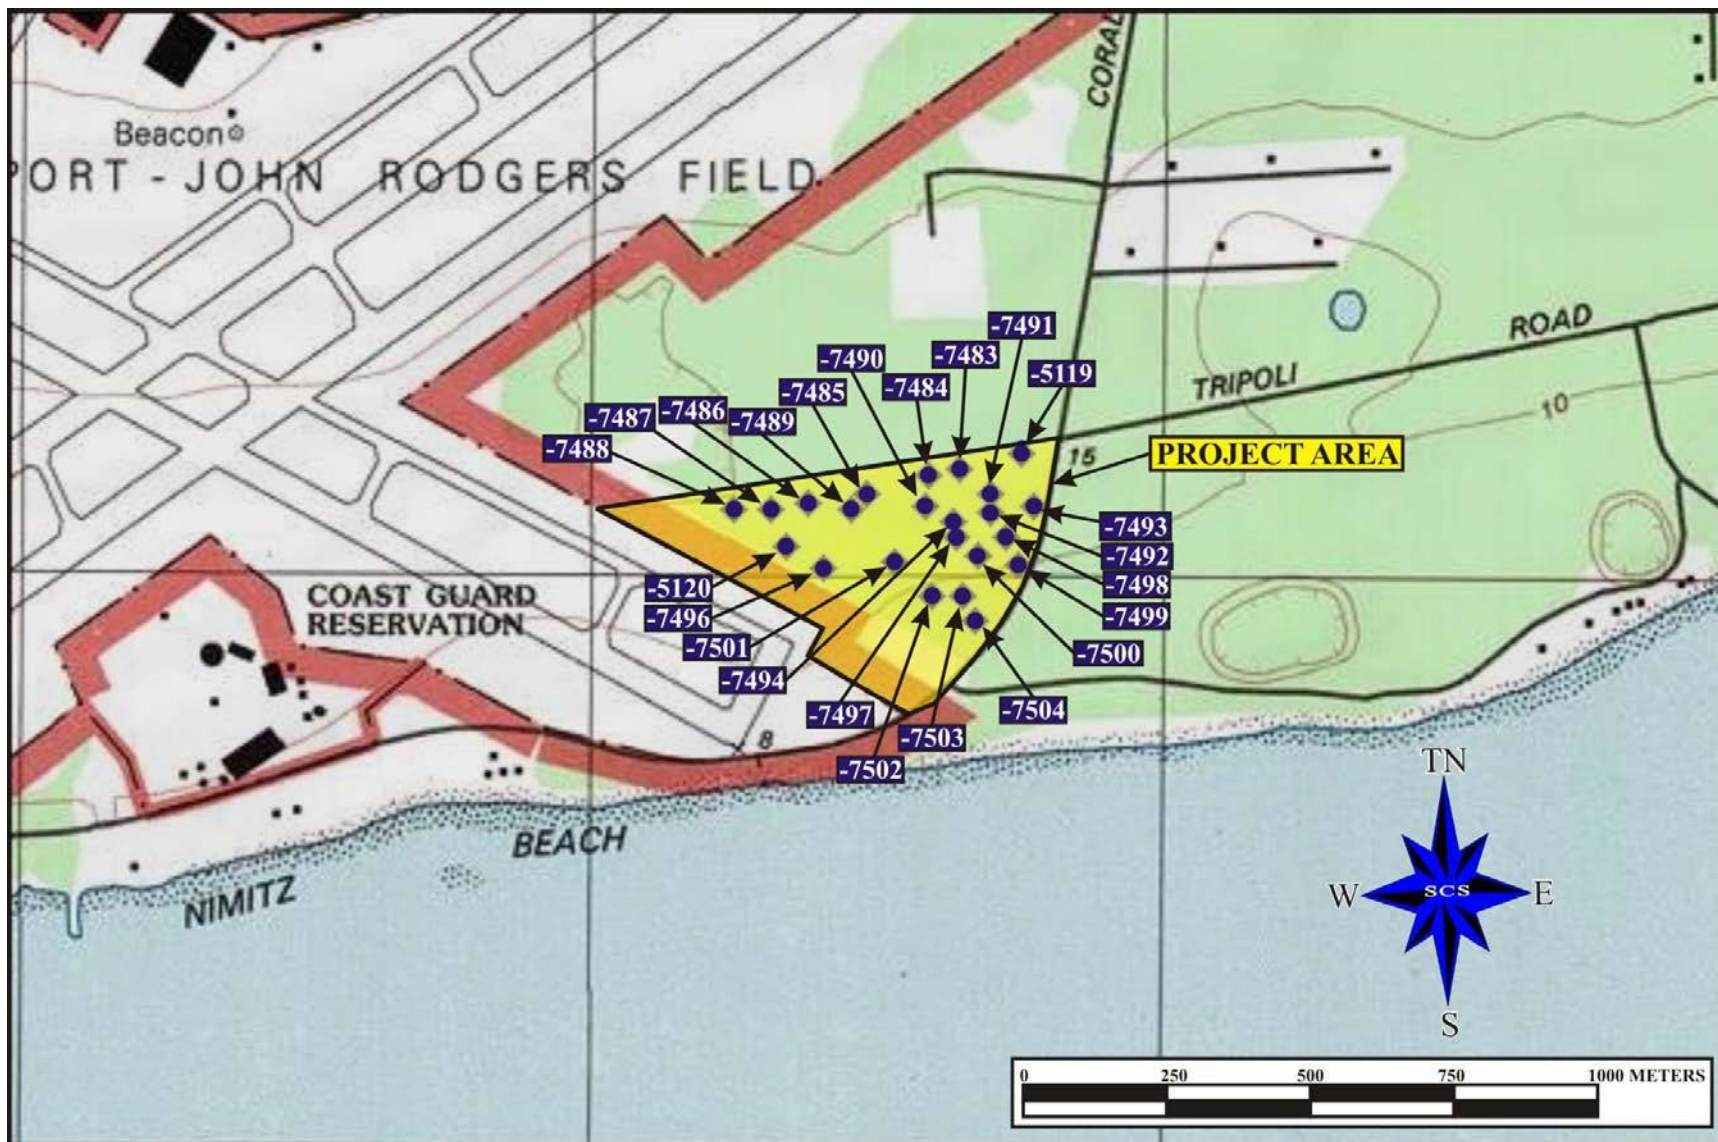 CORAL
Beacon
PORT - JOHN RODGERS FIELD
-7491
-7490
-7483
ROAD
-7485
-7484
-5119
TRIPOLI
-7487
-7486
-7489
10
-7488
15
PROJECT AREA
-7493
-7492
-5120
-7498
COAST GUARD
RESERVATION
-7496
-7499
-7501
-7500
-7494
-7497
-7504
-7503
8
-7502
TN
BEACH
NIMITZ
W
SCS
E
S
0 250 500 750 1000 METERS